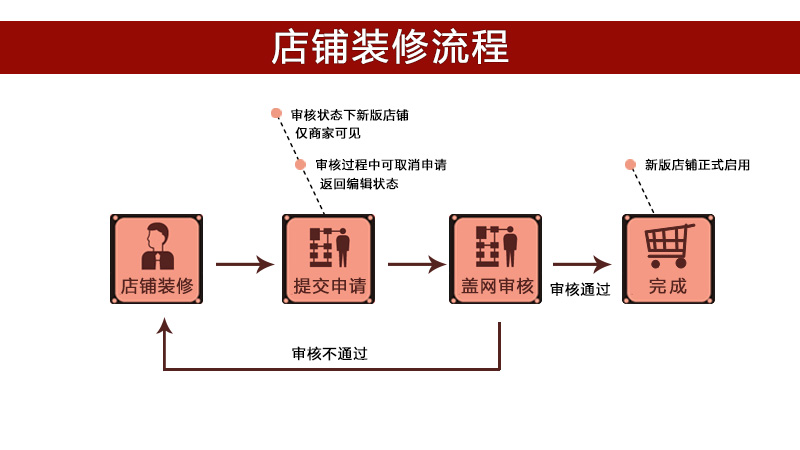 店铺装修流程
审核状态下新版店铺
仅商家可见
审核过程中可取消申请
返回编辑状态
新版店铺正式启用
店铺装修
提交申请
盖网审核
审核通过
完成
审核不通过